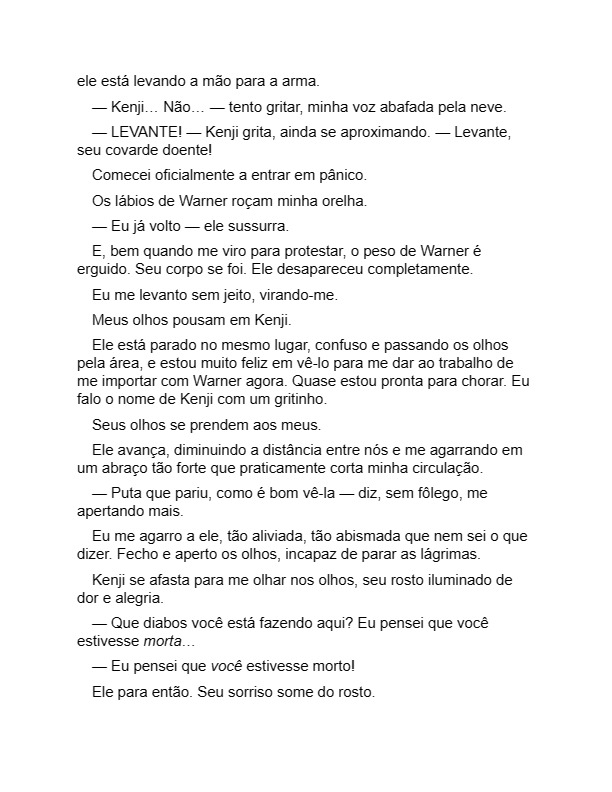 ele está levando a mão para a arma.
— Kenji… Não… — tento gritar, minha voz abafada pela neve.
— LEVANTE! — Kenji grita, ainda se aproximando. — Levante,
seu covarde doente!
Comecei oficialmente a entrar em pânico.
Os lábios de Warner roçam minha orelha.
— Eu já volto — ele sussurra.
E, bem quando me viro para protestar, o peso de Warner é
erguido. Seu corpo se foi. Ele desapareceu completamente.
Eu me levanto sem jeito, virando-me.
Meus olhos pousam em Kenji.
Ele está parado no mesmo lugar, confuso e passando os olhos
pela área, e estou muito feliz em vê-lo para me dar ao trabalho de
me importar com Warner agora. Quase estou pronta para chorar. Eu
falo o nome de Kenji com um gritinho.
Seus olhos se prendem aos meus.
Ele avança, diminuindo a distância entre nós e me agarrando em
um abraço tão forte que praticamente corta minha circulação.
— Puta que pariu, como é bom vê-la — diz, sem fôlego, me
apertando mais.
Eu me agarro a ele, tão aliviada, tão abismada que nem sei o que
dizer. Fecho e aperto os olhos, incapaz de parar as lágrimas.
Kenji se afasta para me olhar nos olhos, seu rosto iluminado de
dor e alegria.
— Que diabos você está fazendo aqui? Eu pensei que você
estivesse morta…
— Eu pensei que você estivesse morto!
Ele para então. Seu sorriso some do rosto.